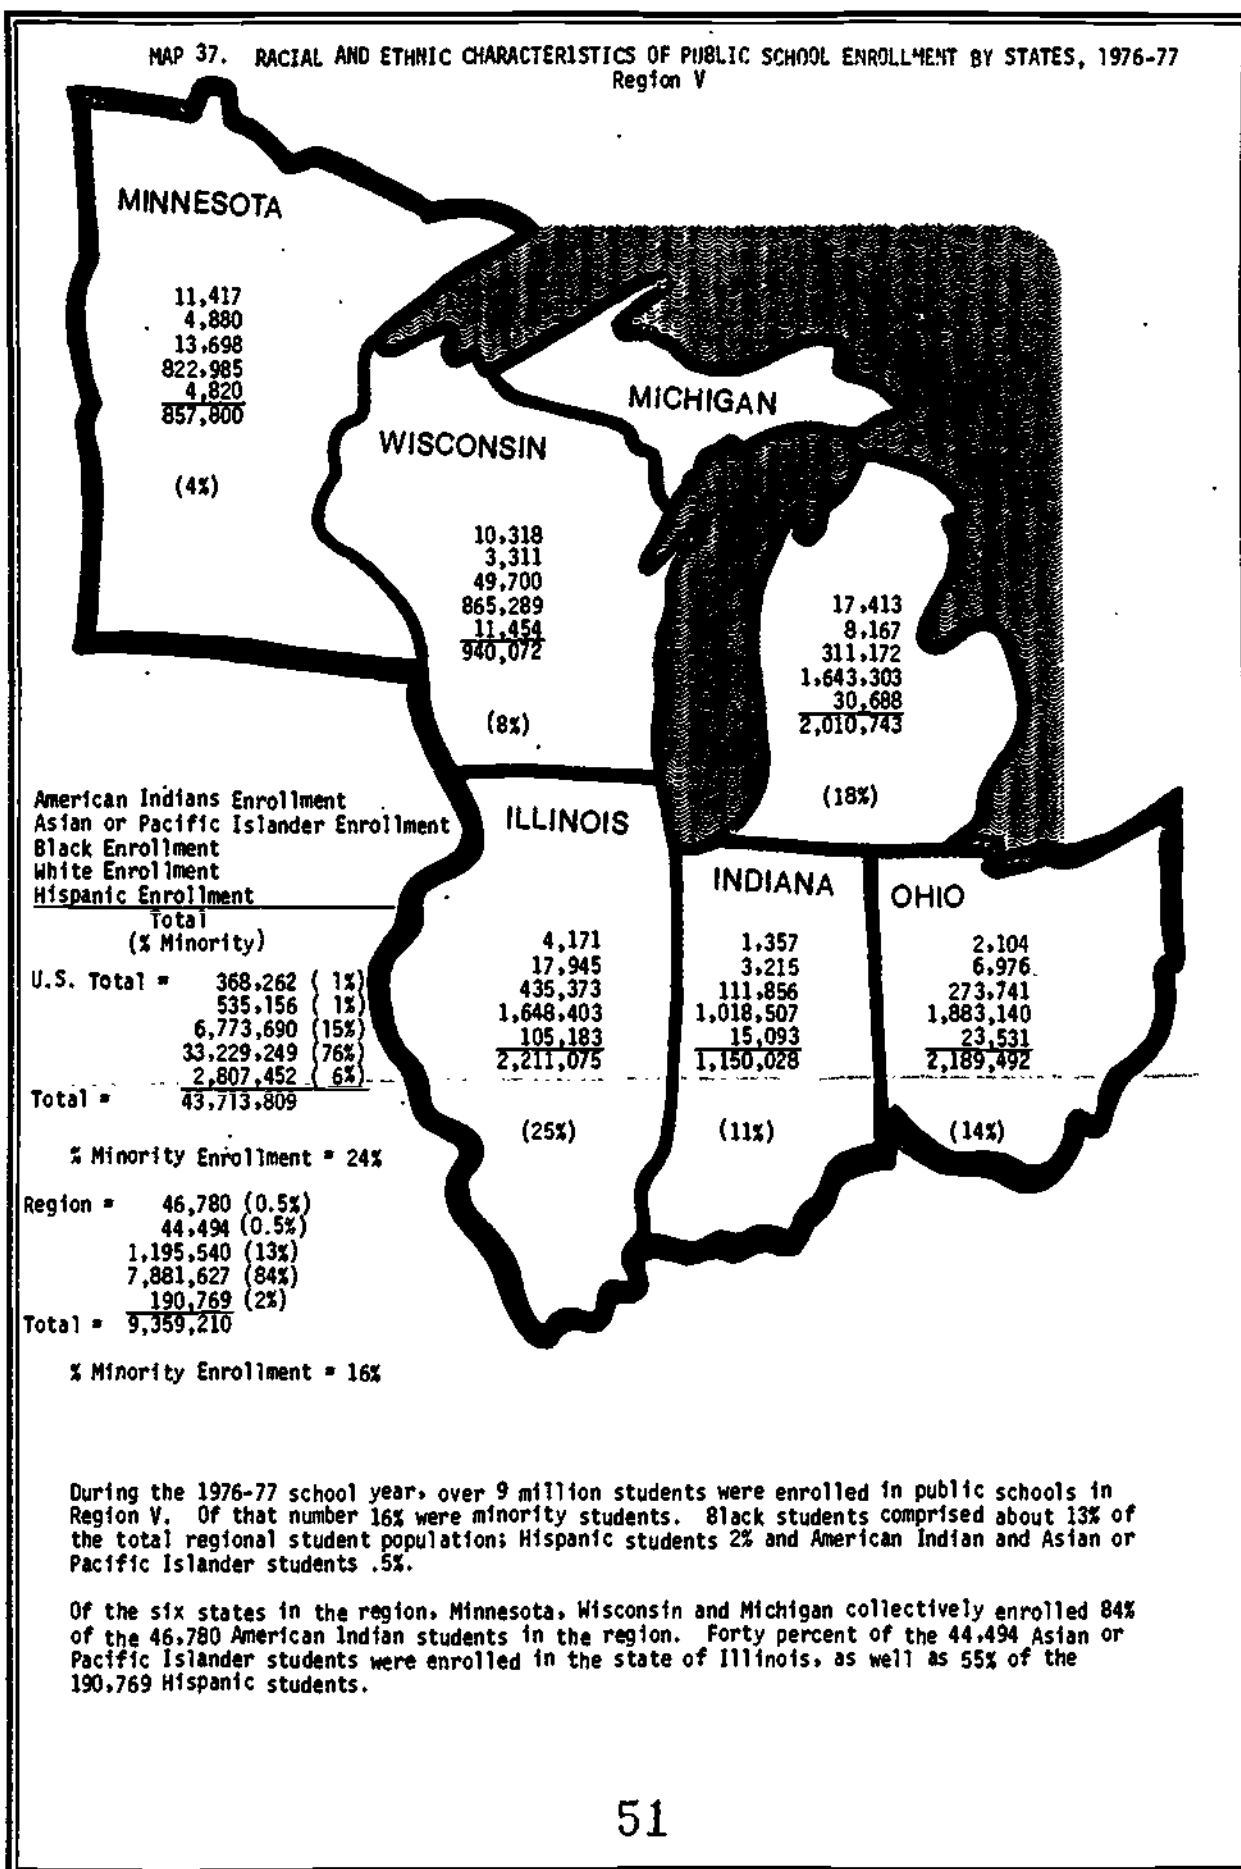 MAP 37. RACIAL AND ETHNIC CHARACTERISTICS OF PUBLIC SCHOOL ENROLLMENT BY STATES, 1976-77
Region V
MINNESOTA
11,417
4,880
13,698
822,985
4,820
857,800
(4%)
WISCONSIN
10,318
3,311
49,700
865,289
11,454
940,072
(8%)
MICHIGAN
17,413
8,167
311,172
1,643,303
30,688
2,010,743
(18%)
American Indians Enrollment
Asian or Pacific Islander Enrollment
Black Enrollment
White Enrollment
Hispanic Enrollment
Total
(% Minority)
U.S. Total = 368,262 ( 1%)
535,156 ( 1%)
6,773,690 (15%)
33,229,249 (76%)
2,807,452 ( 6%)
Total = 43,713,809
% Minority Enrollment = 24%
Region = 46,780 (0.5%)
44,494 (0.5%)
1,195,540 (13%)
7,881,627 (84%)
190,769 (2%)
Total = 9,359,210
% Minority Enrollment = 16%
ILLINOIS
4,171
17,945
435,373
1,648,403
105,183
2,211,075
(25%)
INDIANA
1,357
3,215
111,856
1,018,507
15,093
1,150,028
(11%)
OHIO
2,104
6,976
273,741
1,883,140
23,531
2,189,492
(14%)
During the 1976-77 school year, over 9 million students were enrolled in public schools in
Region V. Of that number 16% were minority students. Black students comprised about 13% of
the total regional student population; Hispanic students 2% and American Indian and Asian or
Pacific Islander students .5%.
Of the six states in the region, Minnesota, Wisconsin and Michigan collectively enrolled 84%
of the 46,780 American Indian students in the region. Forty percent of the 44,494 Asian or
Pacific Islander students were enrolled in the state of Illinois, as well as 55% of the
190,769 Hispanic students.
51